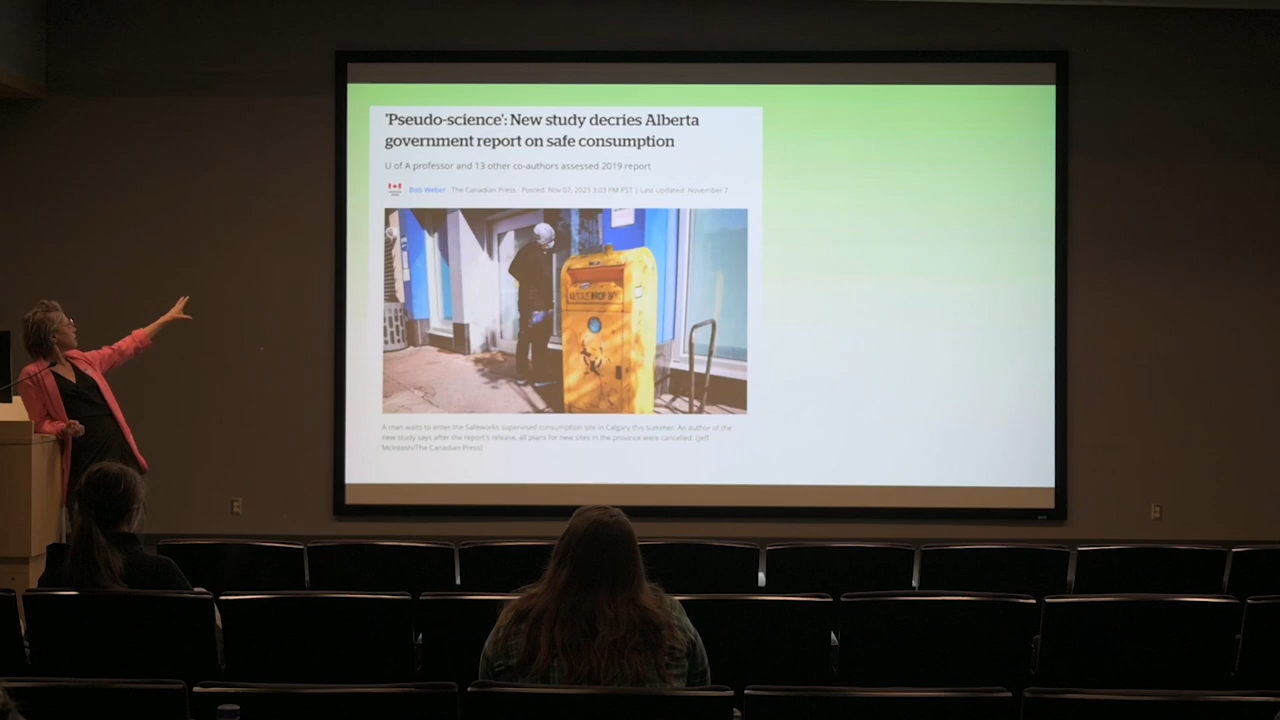 'Pseudo-science': New study decries Alberta
government report on safe consumption
U of A professor and 13 other co-authors assessed 2019 report
Bob Weber · The Canadian Press · Posted: Nov 07, 2023 3:03 PM PST | Last Updated: November 7
NEEDLE DROP BOX
A man waits to enter the Safeworks supervised consumption site in Calgary this summer. An author of the
new study says after the report's release, all plans for new sites in the province were cancelled. (Jeff
McIntosh/The Canadian Press)